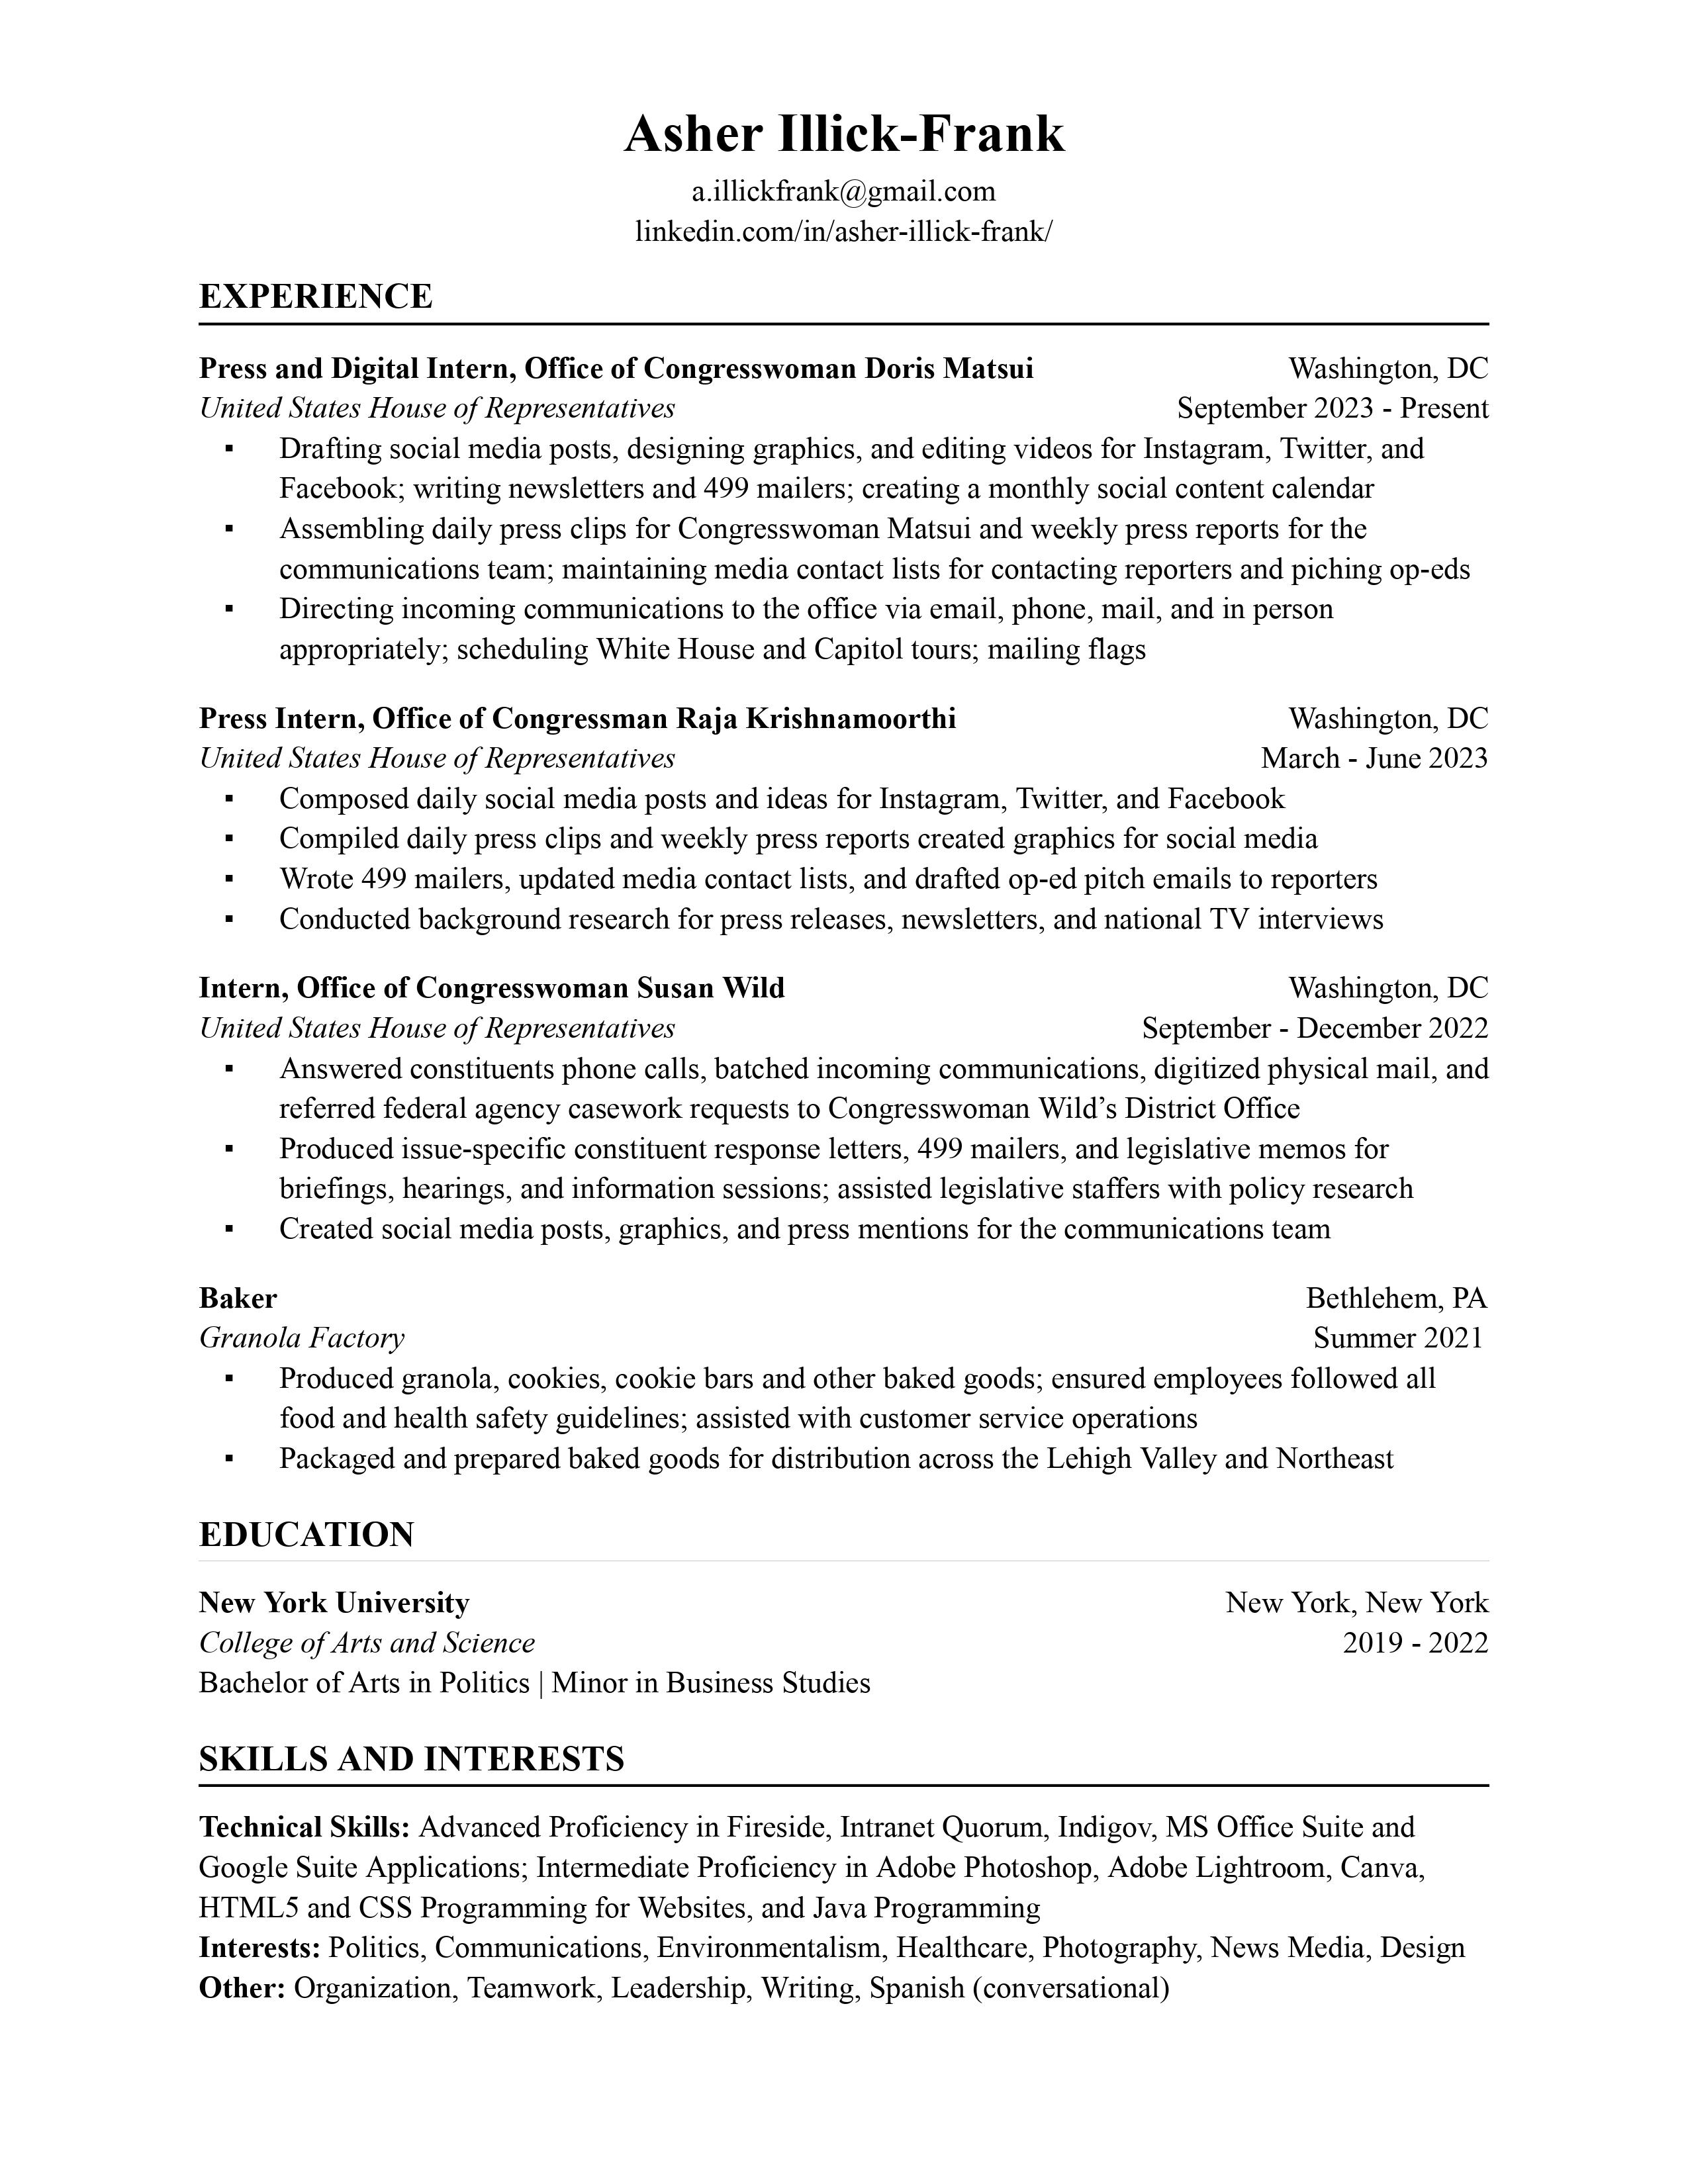 Asher Illick-Frank
a.illickfrank@gmail.com
linkedin.com/in/asher-illick-frank/
EXPERIENCE
Press and Digital Intern, Office of Congresswoman Doris Matsui Washington, DC
United States House of Representatives September 2023 - Present
▪ Drafting social media posts, designing graphics, and editing videos for Instagram, Twitter, and
Facebook; writing newsletters and 499 mailers; creating a monthly social content calendar
▪ Assembling daily press clips for Congresswoman Matsui and weekly press reports for the
communications team; maintaining media contact lists for contacting reporters and piching op-eds
▪ Directing incoming communications to the office via email, phone, mail, and in person
appropriately; scheduling White House and Capitol tours; mailing flags
Press Intern, Office of Congressman Raja Krishnamoorthi Washington, DC
United States House of Representatives March - June 2023
▪ Composed daily social media posts and ideas for Instagram, Twitter, and Facebook
▪ Compiled daily press clips and weekly press reports created graphics for social media
▪ Wrote 499 mailers, updated media contact lists, and drafted op-ed pitch emails to reporters
▪ Conducted background research for press releases, newsletters, and national TV interviews
Intern, Office of Congresswoman Susan Wild Washington, DC
United States House of Representatives September - December 2022
▪ Answered constituents phone calls, batched incoming communications, digitized physical mail, and
referred federal agency casework requests to Congresswoman Wild’s District Office
▪ Produced issue-specific constituent response letters, 499 mailers, and legislative memos for
briefings, hearings, and information sessions; assisted legislative staffers with policy research
▪ Created social media posts, graphics, and press mentions for the communications team
Baker Bethlehem, PA
Granola Factory Summer 2021
▪ Produced granola, cookies, cookie bars and other baked goods; ensured employees followed all
food and health safety guidelines; assisted with customer service operations
▪ Packaged and prepared baked goods for distribution across the Lehigh Valley and Northeast
EDUCATION
New York University New York, New York
College of Arts and Science 2019 - 2022
Bachelor of Arts in Politics | Minor in Business Studies
SKILLS AND INTERESTS
Technical Skills: Advanced Proficiency in Fireside, Intranet Quorum, Indigov, MS Office Suite and
Google Suite Applications; Intermediate Proficiency in Adobe Photoshop, Adobe Lightroom, Canva,
HTML5 and CSS Programming for Websites, and Java Programming
Interests: Politics, Communications, Environmentalism, Healthcare, Photography, News Media, Design
Other: Organization, Teamwork, Leadership, Writing, Spanish (conversational)